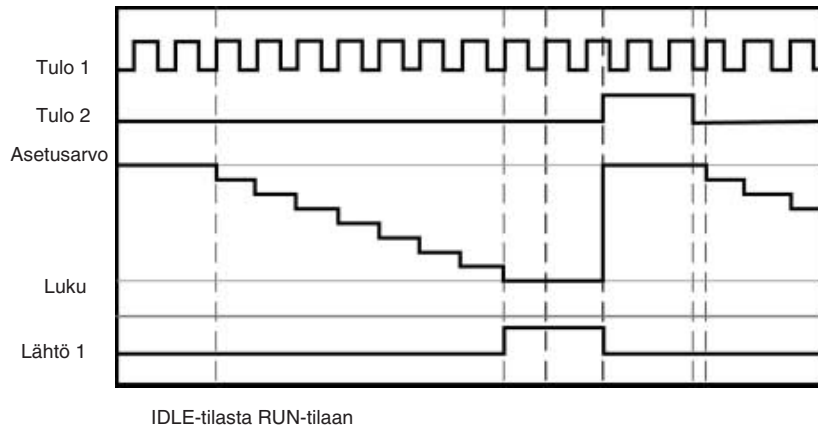 Tulo 1
Tulo 2
Asetusarvo
Luku
Lähtö 1
IDLE-tilasta RUN-tilaan